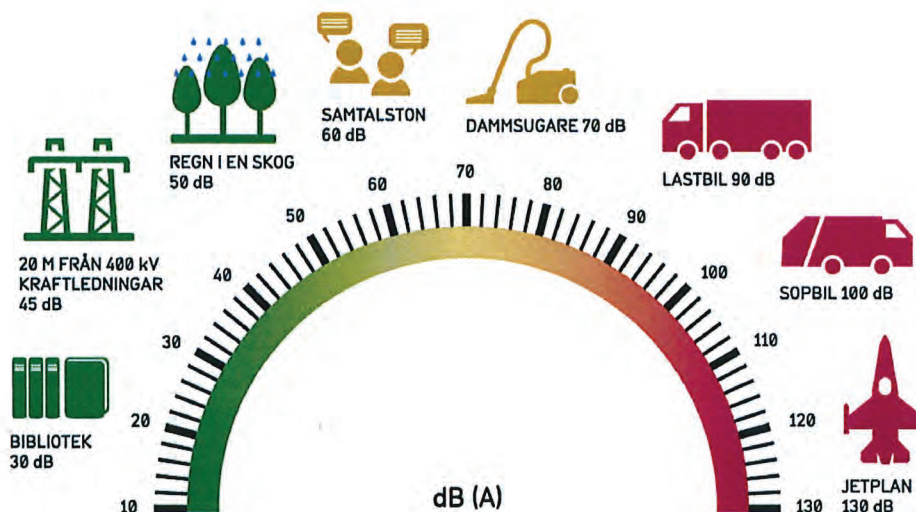 SAMTALSTON
60 dB
DAMMSUGARE 70 dB
REGN I EN SKOG
50 dB
LASTBIL 90 dB
20 M FRÅN 400 kV
KRAFTLEDNINGAR
45 dB
SOPBIL 100 dB
BIBLIOTEK
30 dB
JETPLAN
130 dB
10
20
30
40
50
60
70
80
90
100
110
120
130
dB (A)